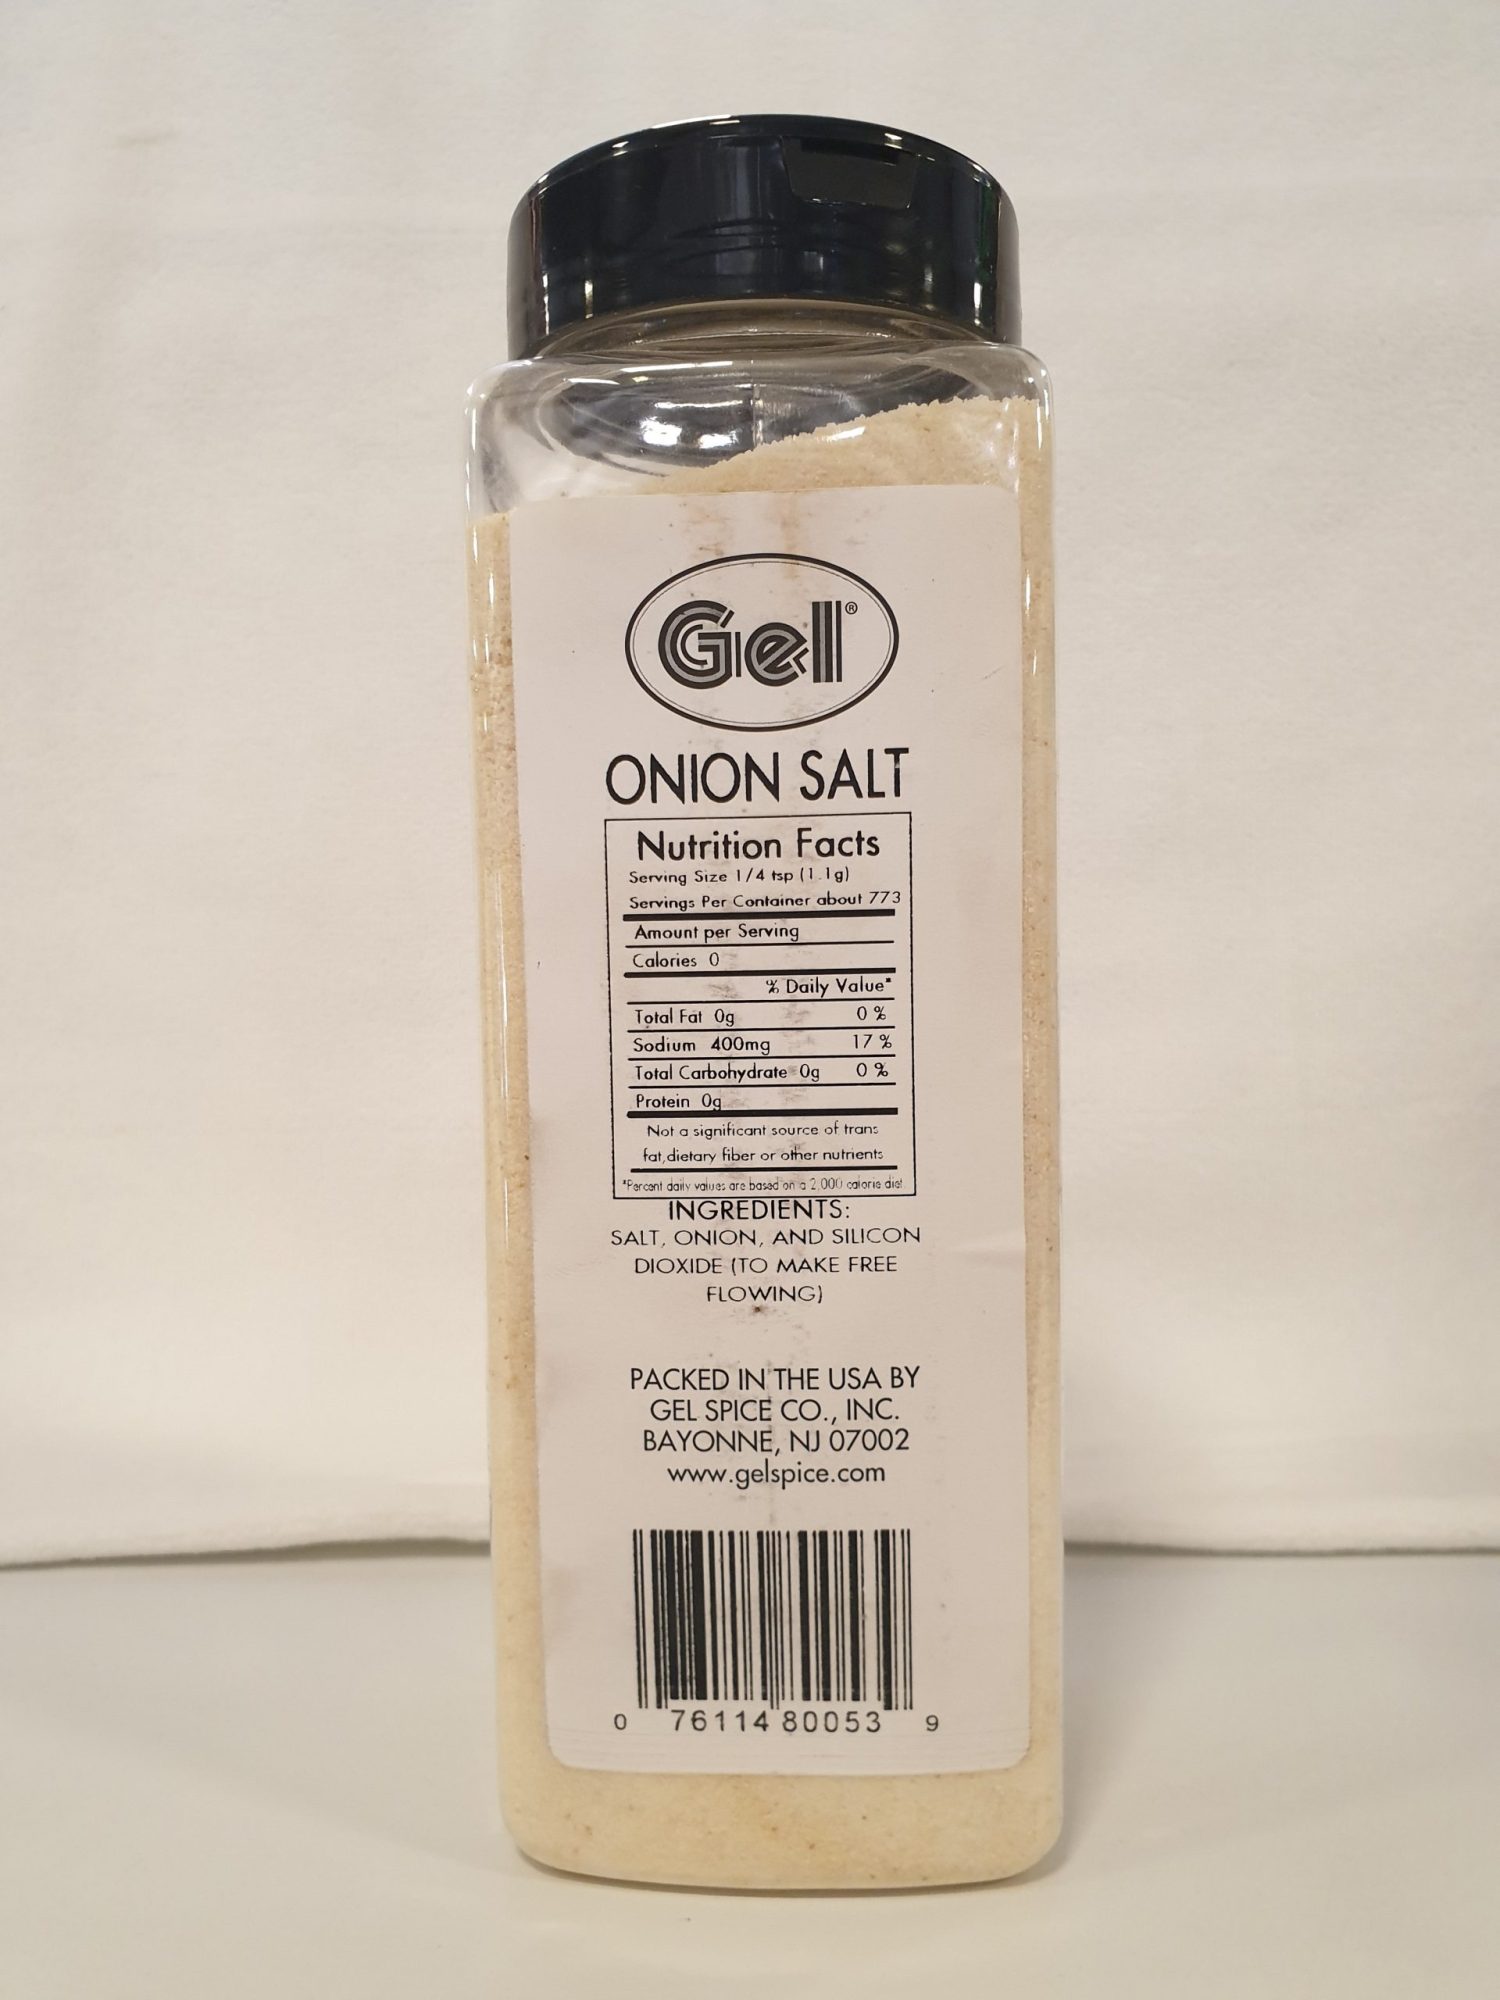 Gel®
ONION SALT
Nutrition Facts
Serving Size 1/4 tsp (1.1g)
Servings Per Container about 773
Amount per Serving
Calories 0
% Daily Value*
Total Fat 0g 0 %
Sodium 400mg 17 %
Total Carbohydrate 0g 0 %
Protein 0g
Not a significant source of trans
fat,dietary fiber or other nutrients
*Percent daily values are based on a 2,000 calorie diet.
INGREDIENTS:
SALT, ONION, AND SILICON
DIOXIDE (TO MAKE FREE
FLOWING)
PACKED IN THE USA BY
GEL SPICE CO., INC.
BAYONNE, NJ 07002
www.gelspice.com
0 76114 80053 9